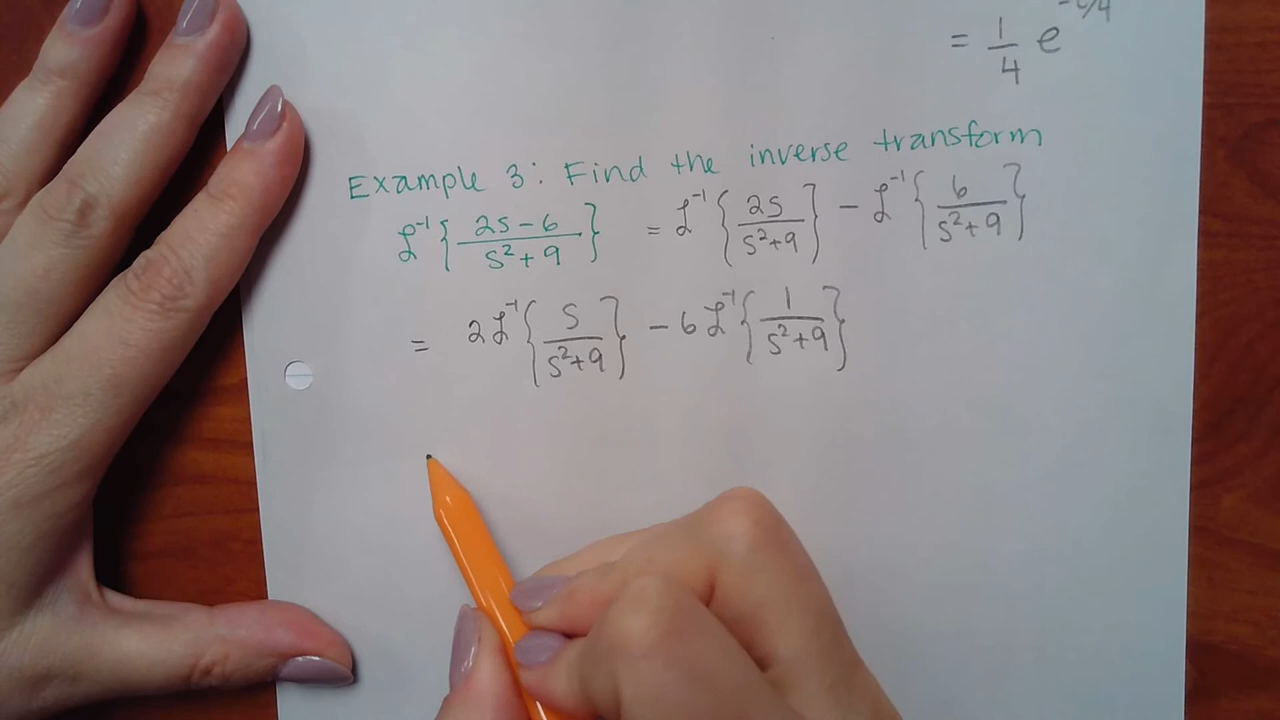 = 1/4 e^{-t/4}
Example 3: Find the inverse transform
ℒ⁻¹{(2s-6)/(s²+9)} = ℒ⁻¹{2s/(s²+9)} - ℒ⁻¹{6/(s²+9)}
= 2ℒ⁻¹{s/(s²+9)} - 6ℒ⁻¹{1/(s²+9)}